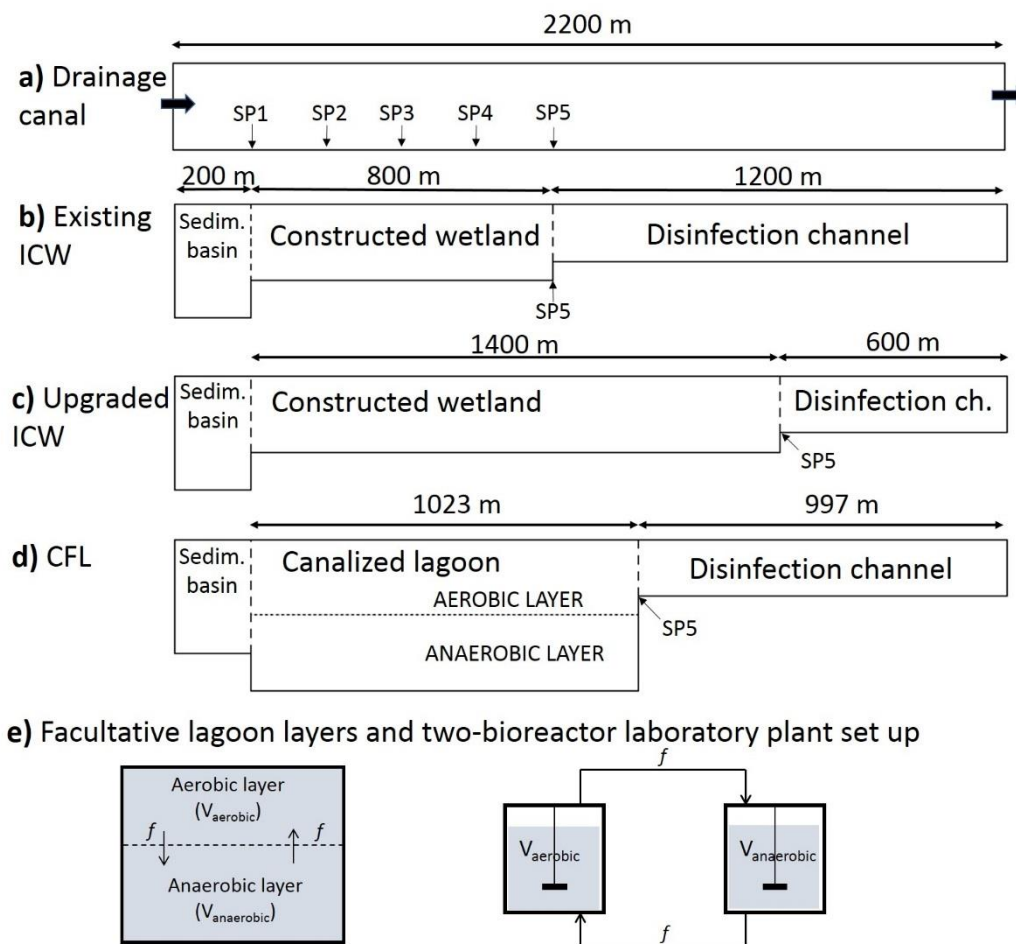 2200 m
a) Drainage
canal
SP1 SP2 SP3 SP4 SP5
200 m 800 m 1200 m
b) Existing
ICW
Sedim.
basin
Constructed wetland
Disinfection channel
SP5
1400 m 600 m
c) Upgraded
ICW
Sedim.
basin
Constructed wetland
Disinfection ch.
SP5
1023 m 997 m
d) CFL
Sedim.
basin
Canalized lagoon
Disinfection channel
AEROBIC LAYER
SP5
ANAEROBIC LAYER
e) Facultative lagoon layers and two-bioreactor laboratory plant set up
Aerobic layer
(Vaerobic)
f
Anaerobic layer
(Vanaerobic)
f
Vaerobic
Vanaerobic
f